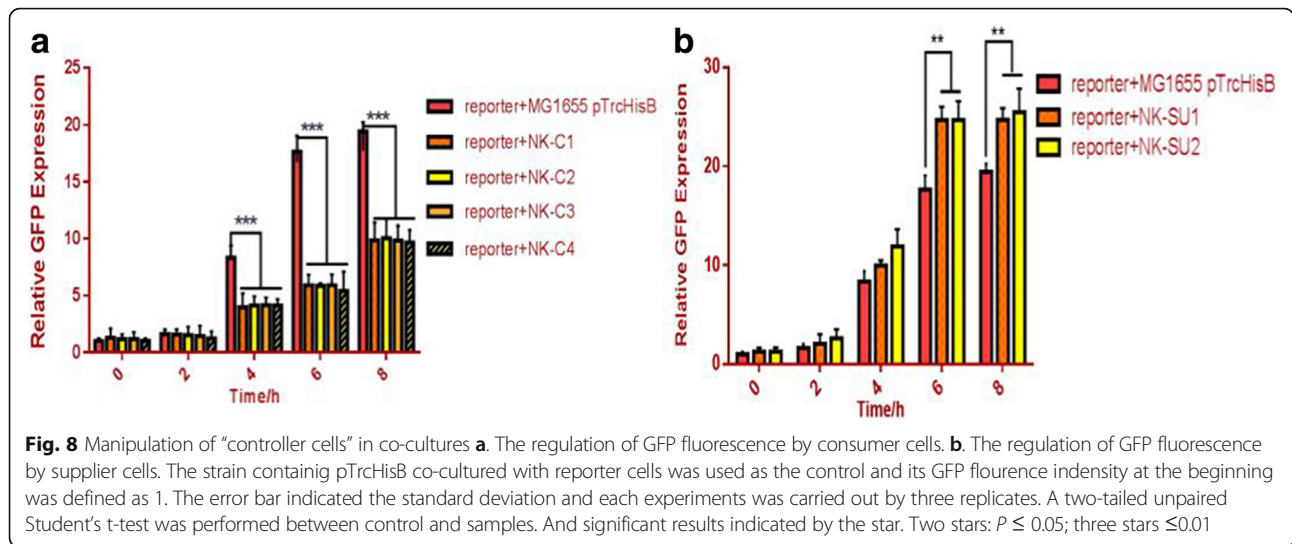 a
25
20
15
10
5
0
Relative GFP Expression
***
***
***
0
2
4
6
8
Time/h
reporter+MG1655 pTrcHisB
reporter+NK-C1
reporter+NK-C2
reporter+NK-C3
reporter+NK-C4
b
30
20
10
0
Relative GFP Expression
**
**
0
2
4
6
8
Time/h
reporter+MG1655 pTrcHisB
reporter+NK-SU1
reporter+NK-SU2
Fig. 8 Manipulation of “controller cells” in co-cultures a. The regulation of GFP fluorescence by consumer cells. b. The regulation of GFP fluorescence
by supplier cells. The strain containig pTrcHisB co-cultured with reporter cells was used as the control and its GFP flourence indensity at the beginning
was defined as 1. The error bar indicated the standard deviation and each experiments was carried out by three replicates. A two-tailed unpaired
Student’s t-test was performed between control and samples. And significant results indicated by the star. Two stars: P ≤ 0.05; three stars ≤0.01